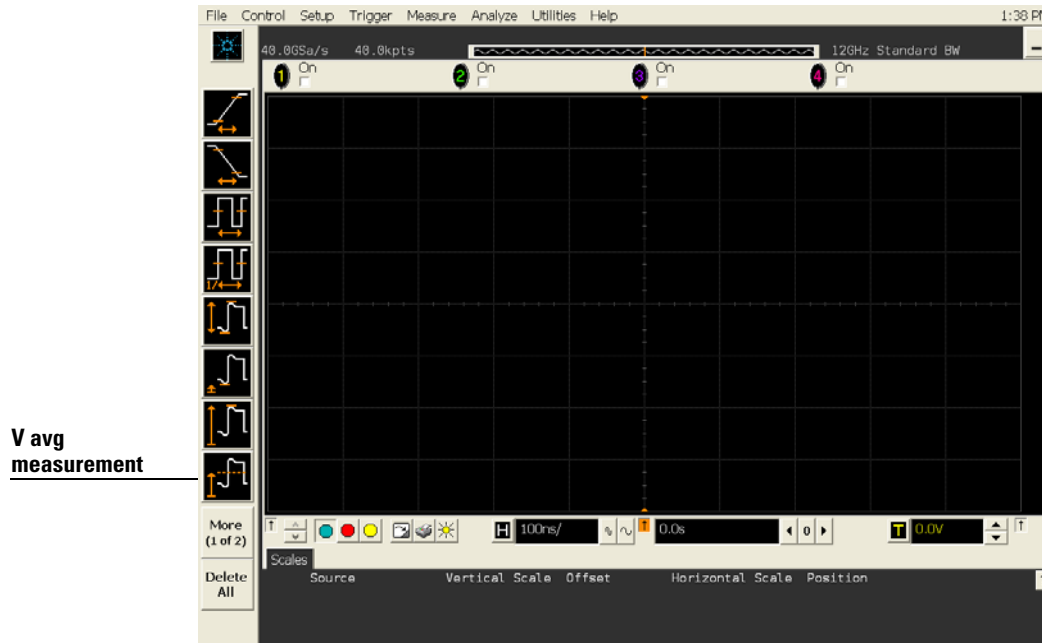 File Control Setup Trigger Measure Analyze Utilities Help 1:38 PM
40.0GSa/s 40.0kpts 12GHz Standard BW
1 On 2 On 3 On 4 On
1/
V avg
measurement
More
(1 of 2)
H 100ns/ 0.0s 0 T 0.0V
Scales
Delete
All
Source Vertical Scale Offset Horizontal Scale Position